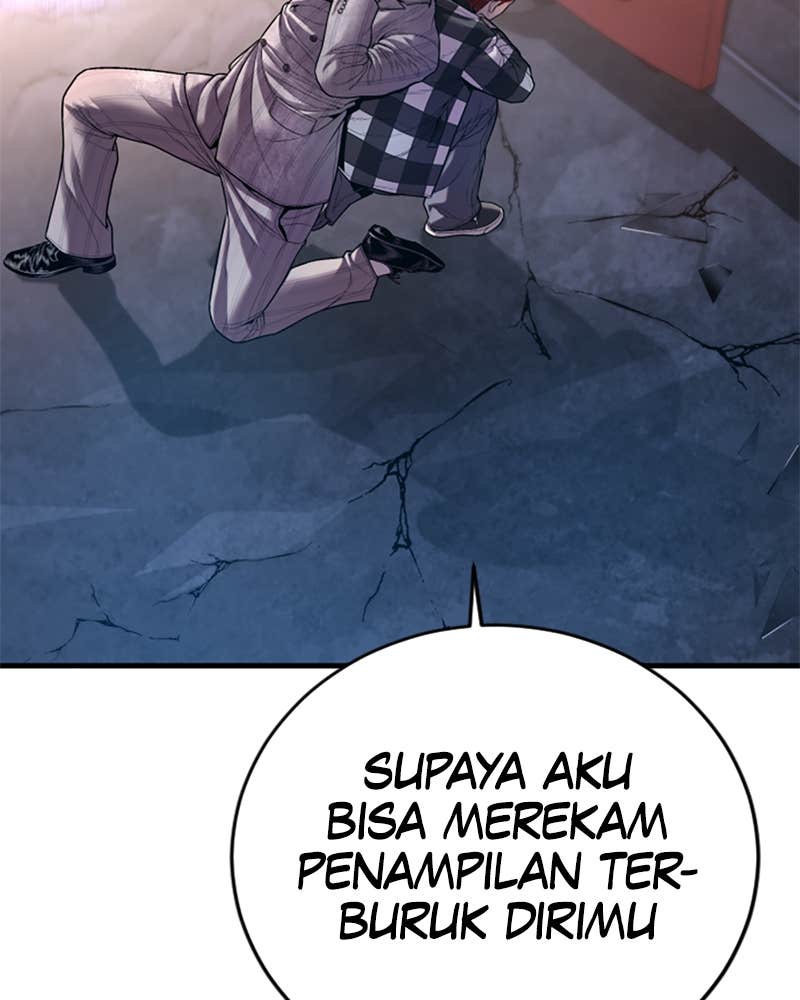 SUPAYA AKU
BISA MEREKAM
PENAMPILAN TER-
BURUK DIRIMU